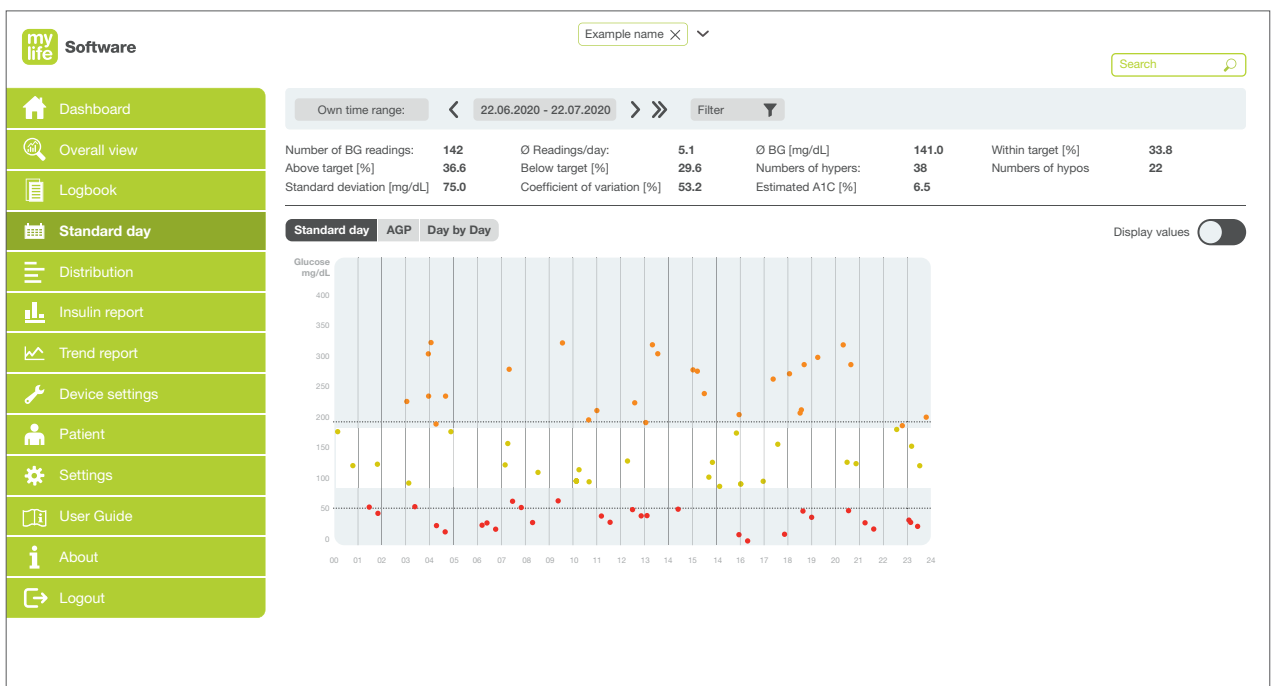 my
life
Software
Example name
Search
Dashboard
Overall view
Logbook
Standard day
Distribution
Insulin report
Trend report
Device settings
Patient
Settings
User Guide
About
Logout
Own time range:
22.06.2020 - 22.07.2020
Filter
Number of BG readings: 142 Ø Readings/day: 5.1 Ø BG [mg/dL] 141.0 Within target [%] 33.8
Above target [%] 36.6 Below target [%] 29.6 Numbers of hypers: 38 Numbers of hypos 22
Standard deviation [mg/dL] 75.0 Coefficient of variation [%] 53.2 Estimated A1C [%] 6.5
Standard day AGP Day by Day
Display values
Glucose
mg/dL
400
350
300
250
200
150
100
50
0
00 01 02 03 04 05 06 07 08 09 10 11 12 13 14 15 14 16 17 18 19 20 21 22 23 24